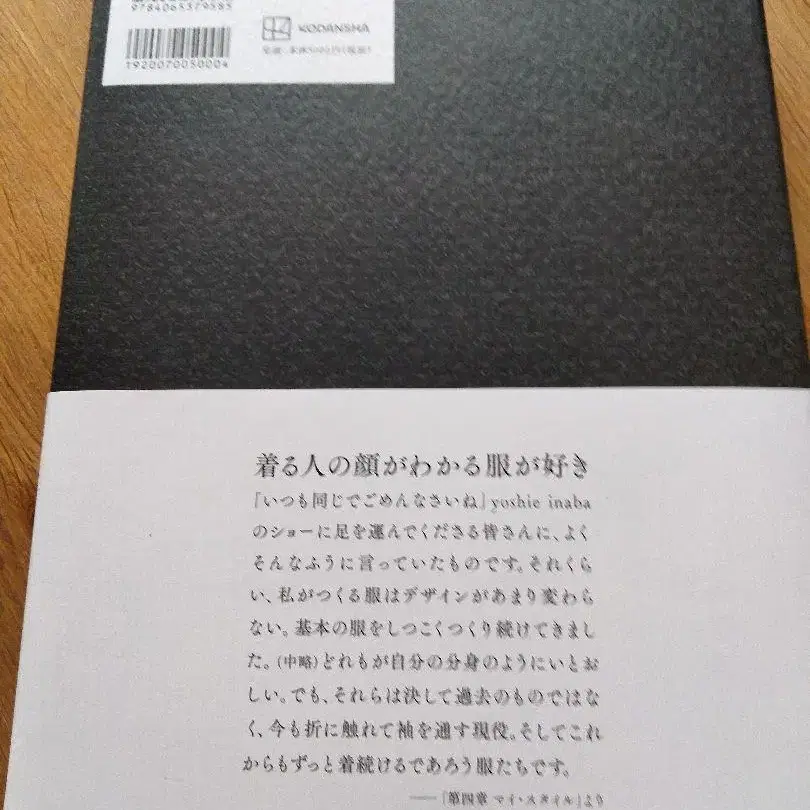 9784065379585
KODANSHA
1920070050004
着る人の顔がわかる服が好き
「いつも同じでごめんなさいね」yoshie inaba
のショーに足を運んでくださる皆さんに、よく
そんなふうに言っていたものです。それくら
い、私がつくる服はデザインがあまり変わら
ない。基本の服をしつこくつくり続けてきまし
た。(中略)どれもが自分の分身のようにいとお
しい。でも、それらは決して過去のものではな
く、今も折に触れて袖を通す現役。そしてこれ
からもずっと着続けるであろう服たちです。
──「第四章 マイ・スタイル」より